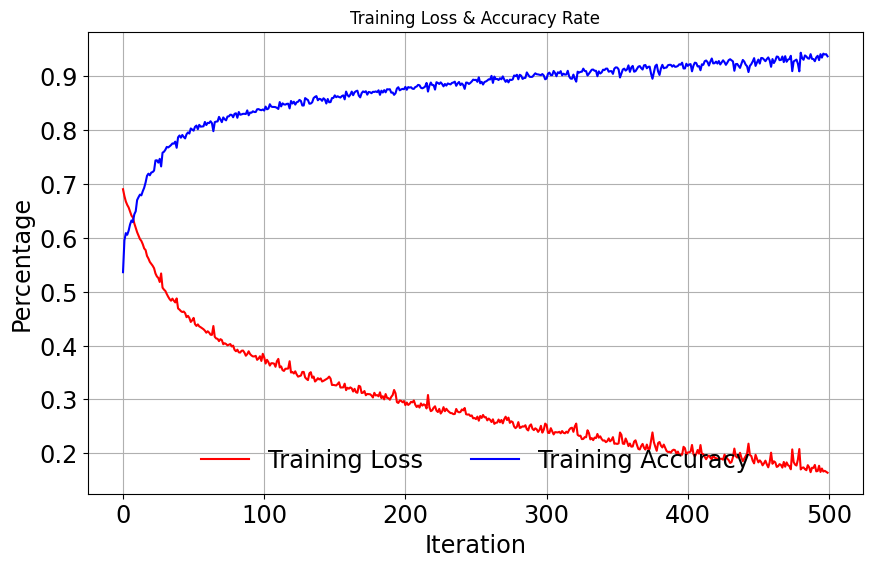 Training Loss & Accuracy Rate
0.9
0.8
0.7
0.6
0.5
0.4
0.3
0.2
Percentage
Training Loss Training Accuracy
0 100 200 300 400 500
Iteration